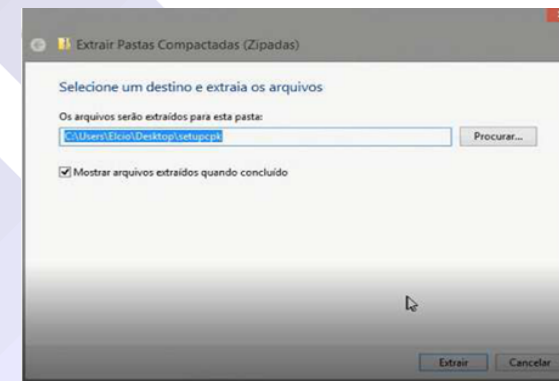 Extrair Pastas Compactadas (Zipadas)
Selecione um destino e extraia os arquivos
Os arquivos serão extraídos para esta pasta:
C:\Users\Elcio\Desktop\setupcpk
Procurar...
Mostrar arquivos extraídos quando concluído
Extrair
Cancelar